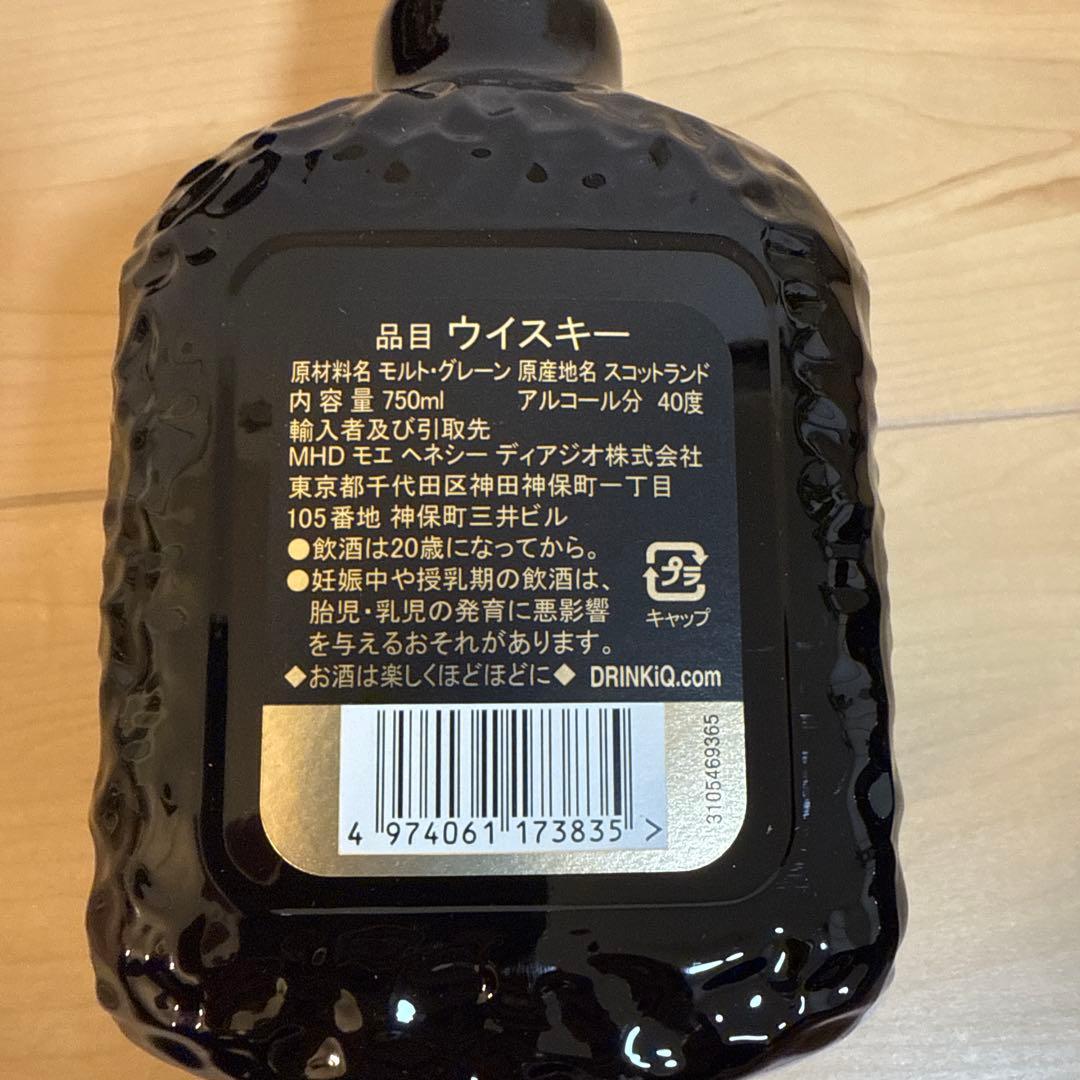 品目 ウイスキー
原材料名 モルト・グレーン 原産地名 スコットランド
内容量 750ml アルコール分 40度
輸入者及び引取先
MHD モエ ヘネシー ディアジオ株式会社
東京都千代田区神田神保町一丁目
105番地 神保町三井ビル
●飲酒は20歳になってから。
●妊娠中や授乳期の飲酒は、
胎児・乳児の発育に悪影響
を与えるおそれがあります。
プラ
キャップ
◆お酒は楽しくほどほどに◆ DRINKiQ.com
4 974061 173835 >
3105469365